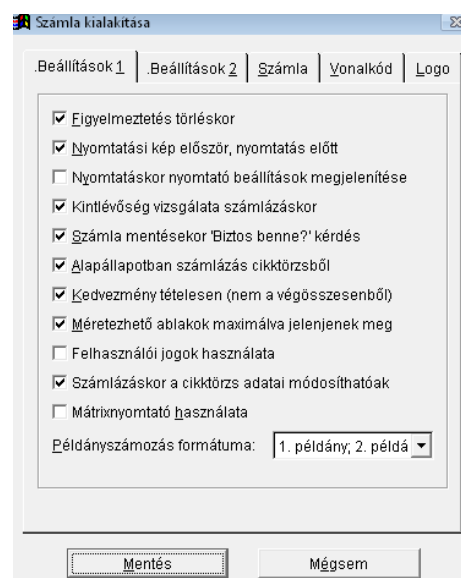 Számla kialakítása
.Beállítások 1 .Beállítások 2 Számla Vonalkód Logo
Figyelmeztetés törléskor
Nyomtatási kép először, nyomtatás előtt
Nyomtatáskor nyomtató beállítások megjelenítése
Kintlévőség vizsgálata számlázáskor
Számla mentésekor 'Biztos benne?' kérdés
Alapállapotban számlázás cikktörzsből
Kedvezmény tételesen (nem a végösszesenből)
Méretezhető ablakok maximálva jelenjenek meg
Felhasználói jogok használata
Számlázáskor a cikktörzs adatai módosíthatóak
Mátrixnyomtató használata
Példányszámozás formátuma: 1. példány; 2. példá
Mentés Mégsem